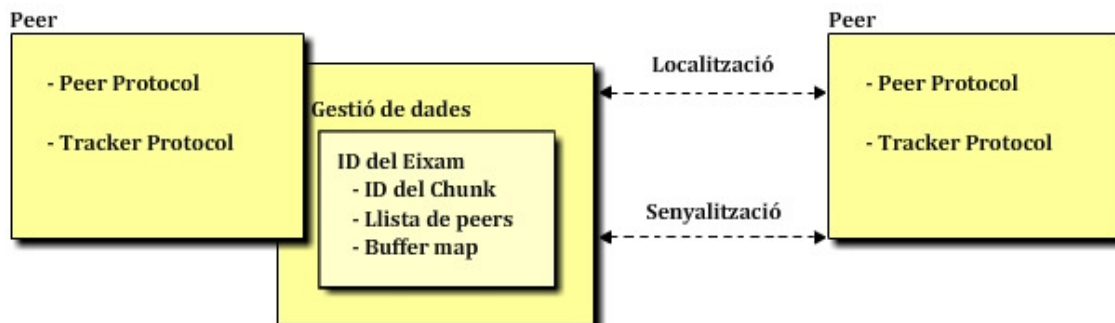 Peer
- Peer Protocol
- Tracker Protocol
Gestió de dades
ID del Eixam
- ID del Chunk
- Llista de peers
- Buffer map
Localització
Senyalització
Peer
- Peer Protocol
- Tracker Protocol